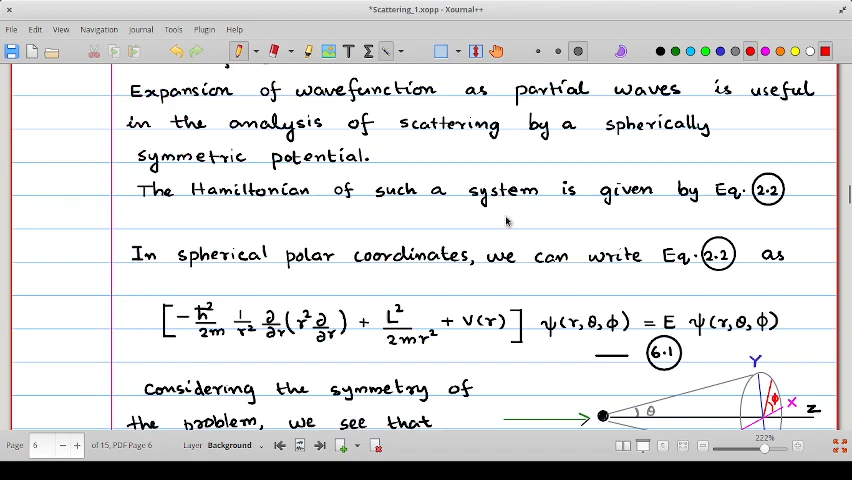 *Scattering_1.xopp - Xournal++
File Edit View Navigation Journal Tools Plugin Help
Expansion of wavefunction as partial waves is useful
in the analysis of scattering by a spherically
symmetric potential.
The Hamiltonian of such a system is given by Eq. 2.2
In spherical polar coordinates, we can write Eq. 2.2 as
[-ħ²/2m 1/r² ∂/∂r (r² ∂/∂r) + L²/2mr² + V(r)] ψ(r,θ,ϕ) = E ψ(r,θ,ϕ)
— 6.1
Considering the symmetry of
the problem, we see that
Y
ϕ
X
Z
θ
Page 6 of 15, PDF Page 6 Layer Background 222%